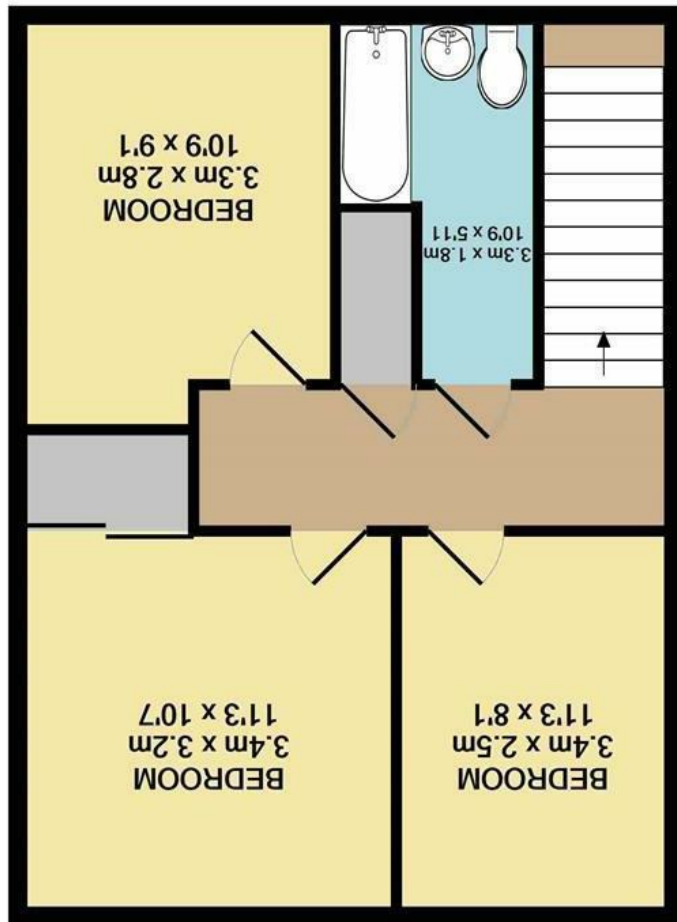 BEDROOM
3.4m x 2.5m
11'3 x 8'1
BEDROOM
3.4m x 3.2m
11'3 x 10'7
3.3m x 1.8m
10'9 x 5'11
BEDROOM
3.3m x 2.8m
10'9 x 9'1